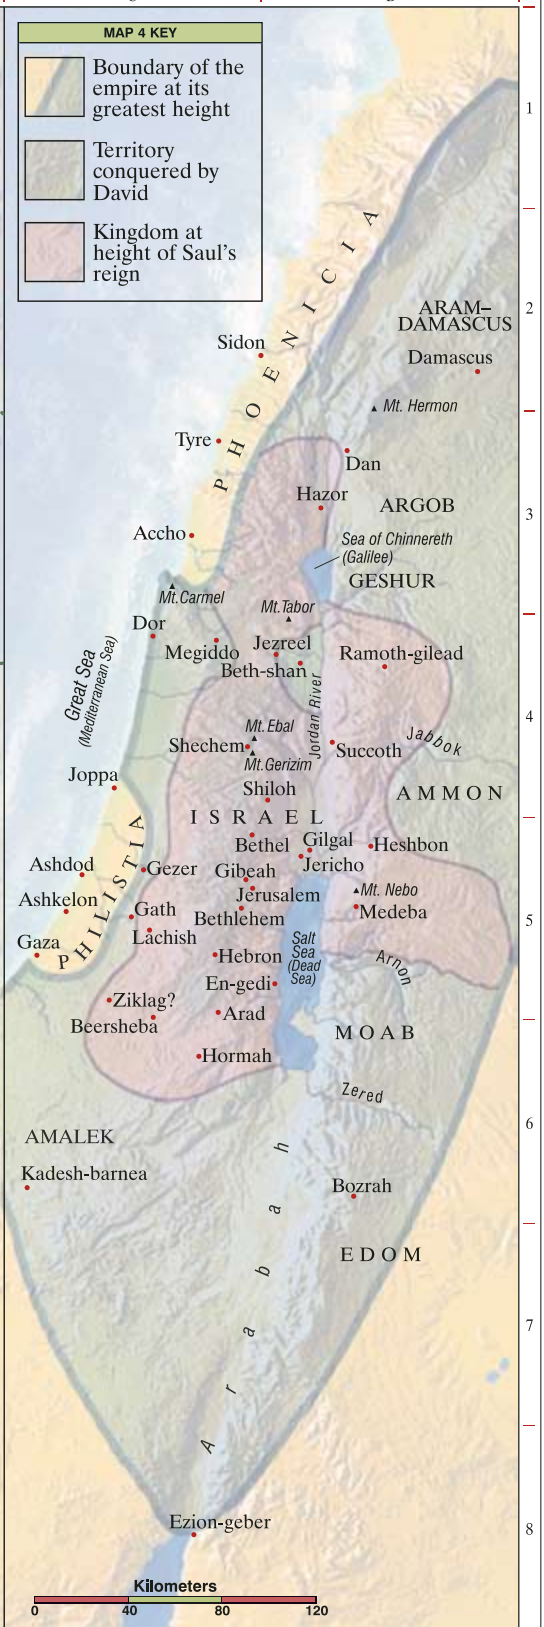 MAP 4 KEY
Boundary of the
empire at its
greatest height
Territory
conquered by
David
Kingdom at
height of Saul's
reign
1
PHOENICIA
2
ARAM–
DAMASCUS
Sidon
Damascus
Mt. Hermon
Tyre
Dan
Hazor
ARGOB
3
Accho
Sea of Chinnereth
(Galilee)
GESHUR
Mt.Carmel
Mt.Tabor
Dor
Megiddo
Jezreel
Beth-shan
Ramoth-gilead
Great Sea
(Mediterranean Sea)
Jordan River
4
Mt.Ebal
Shechem
Mt.Gerizim
Succoth
Jabbok
Joppa
Shiloh
AMMON
ISRAEL
PHILISTIA
Bethel
Gilgal
Jericho
Heshbon
Ashdod
Gezer
Gibeah
Jerusalem
Mt. Nebo
Ashkelon
Gath
Bethlehem
Medeba
5
Gaza
Lachish
Salt
Sea
(Dead
Sea)
Hebron
Arnon
En-gedi
Ziklag?
Beersheba
Arad
MOAB
Hormah
Zered
6
AMALEK
Kadesh-barnea
Arabah
Bozrah
EDOM
7
Ezion-geber
8
Kilometers
0 40 80 120